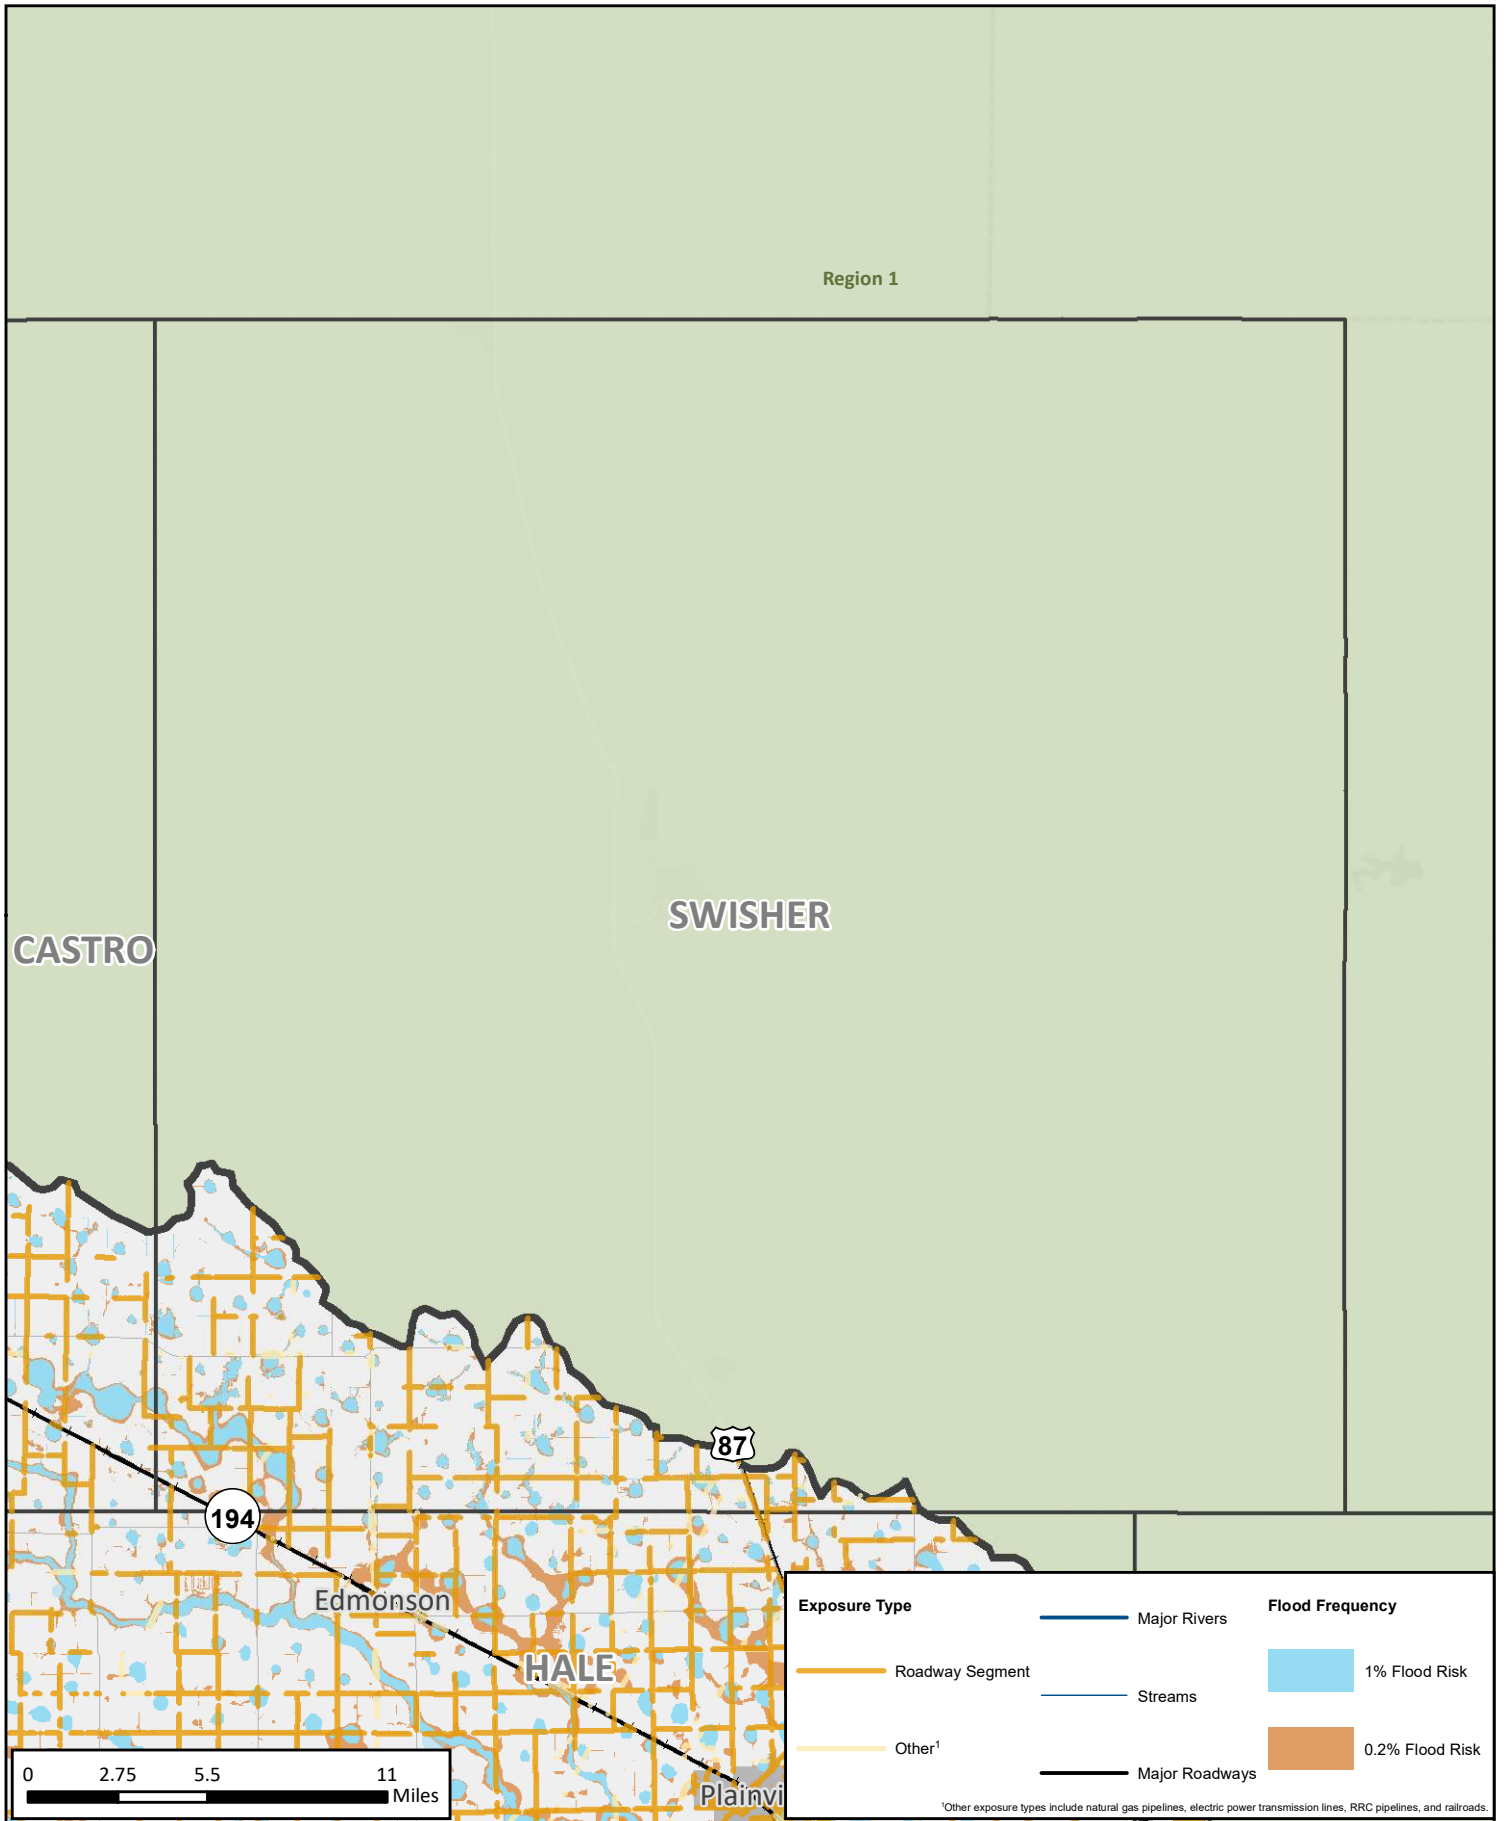 Region 1
SWISHER
CASTRO
87
194
Edmonson
HALE
Plainvi
Exposure Type
Roadway Segment
Other¹
Major Rivers
Streams
Major Roadways
Flood Frequency
1% Flood Risk
0.2% Flood Risk
¹Other exposure types include natural gas pipelines, electric power transmission lines, RRC pipelines, and railroads.
0 2.75 5.5 11
Miles